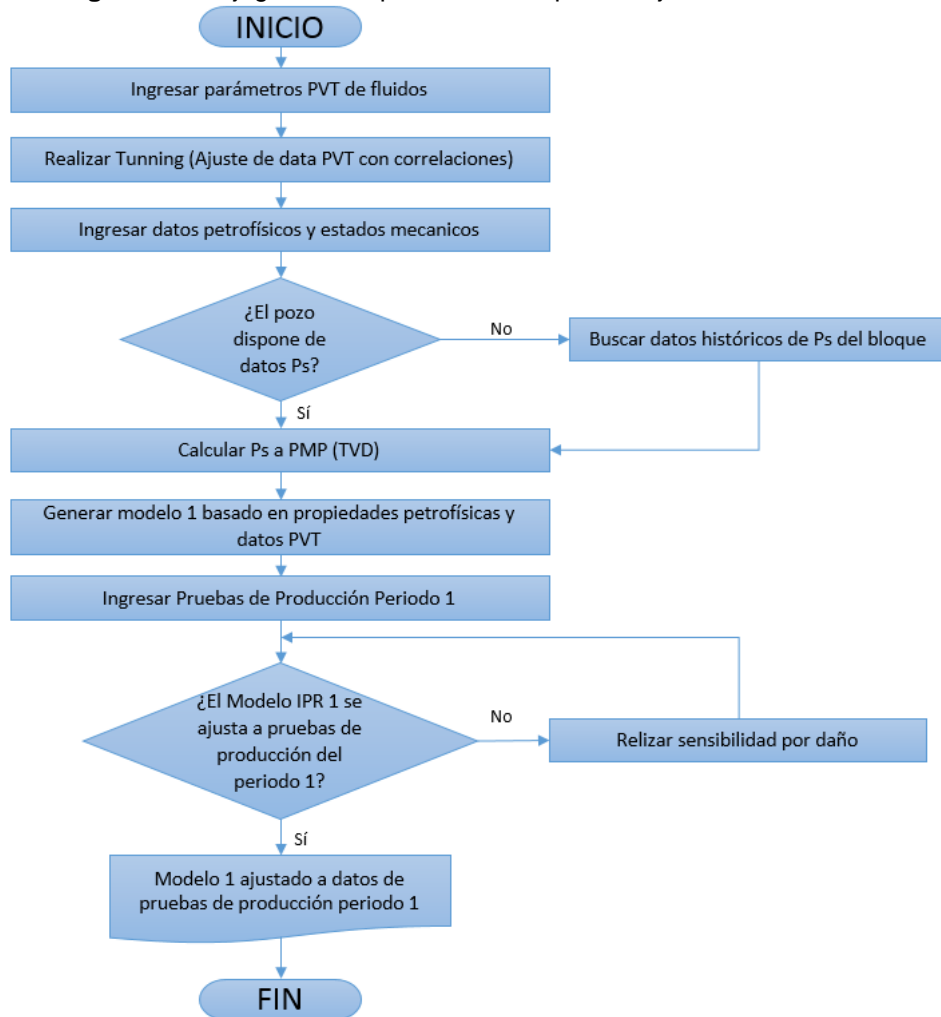 INICIO
Ingresar parámetros PVT de fluidos
Realizar Tunning (Ajuste de data PVT con correlaciones)
Ingresar datos petrofísicos y estados mecanicos
¿El pozo
dispone de
datos Ps?
No
Buscar datos históricos de Ps del bloque
Sí
Calcular Ps a PMP (TVD)
Generar modelo 1 basado en propiedades petrofísicas y
datos PVT
Ingresar Pruebas de Producción Periodo 1
¿El Modelo IPR 1 se
ajusta a pruebas de
producción del
periodo 1?
No
Relizar sensibilidad por daño
Sí
Modelo 1 ajustado a datos de
pruebas de producción periodo 1
FIN